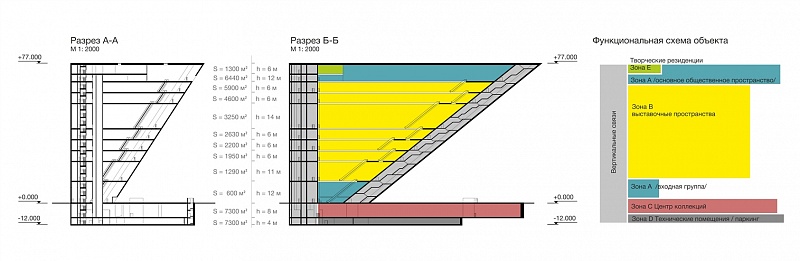 Разрез А-А
М 1: 2000
+77.000
+0.000
-12.000
S = 1300 м² h = 6 м
S = 6440 м² h = 12 м
S = 5900 м² h = 6 м
S = 4600 м² h = 6 м
S = 3250 м² h = 14 м
S = 2630 м² h = 6 м
S = 2200 м² h = 6 м
S = 1950 м² h = 6 м
S = 1290 м² h = 11 м
S = 600 м² h = 12 м
S = 7300 м² h = 8 м
S = 7300 м² h = 4 м
Разрез Б-Б
М 1: 2000
+77.000
+0.000
-12.000
Функциональная схема объекта
Творческие резиденции
Зона Е
Зона А /основное общественное пространство/
Зона В
выставочные пространства
Вертикальные связи
Зона А /входная группа/
Зона С Центр коллекций
Зона D Технические помещения / паркинг